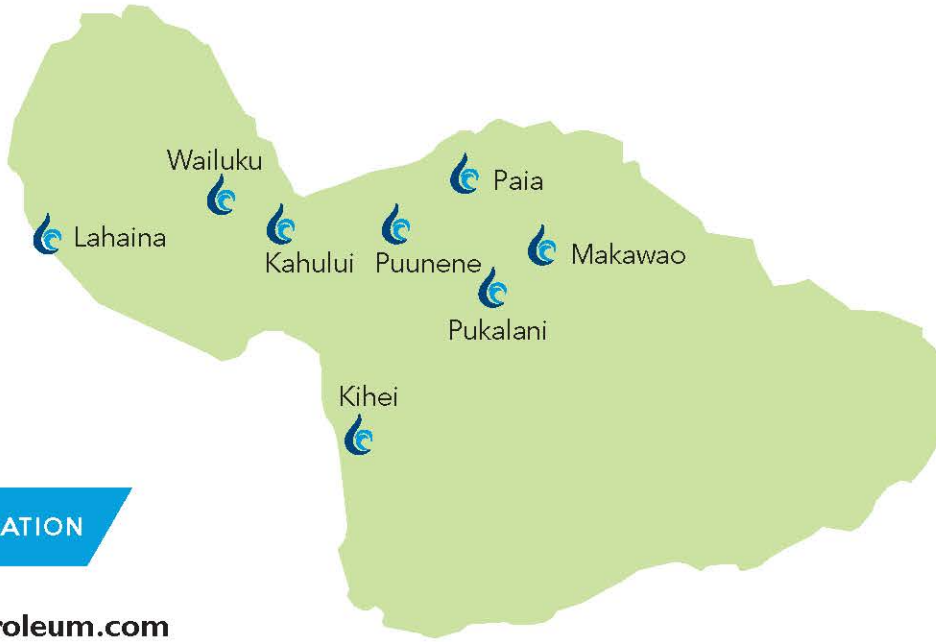 Wailuku
Paia
Lahaina
Kahului
Puunene
Makawao
Pukalani
Kihei
ATION
roleum.com